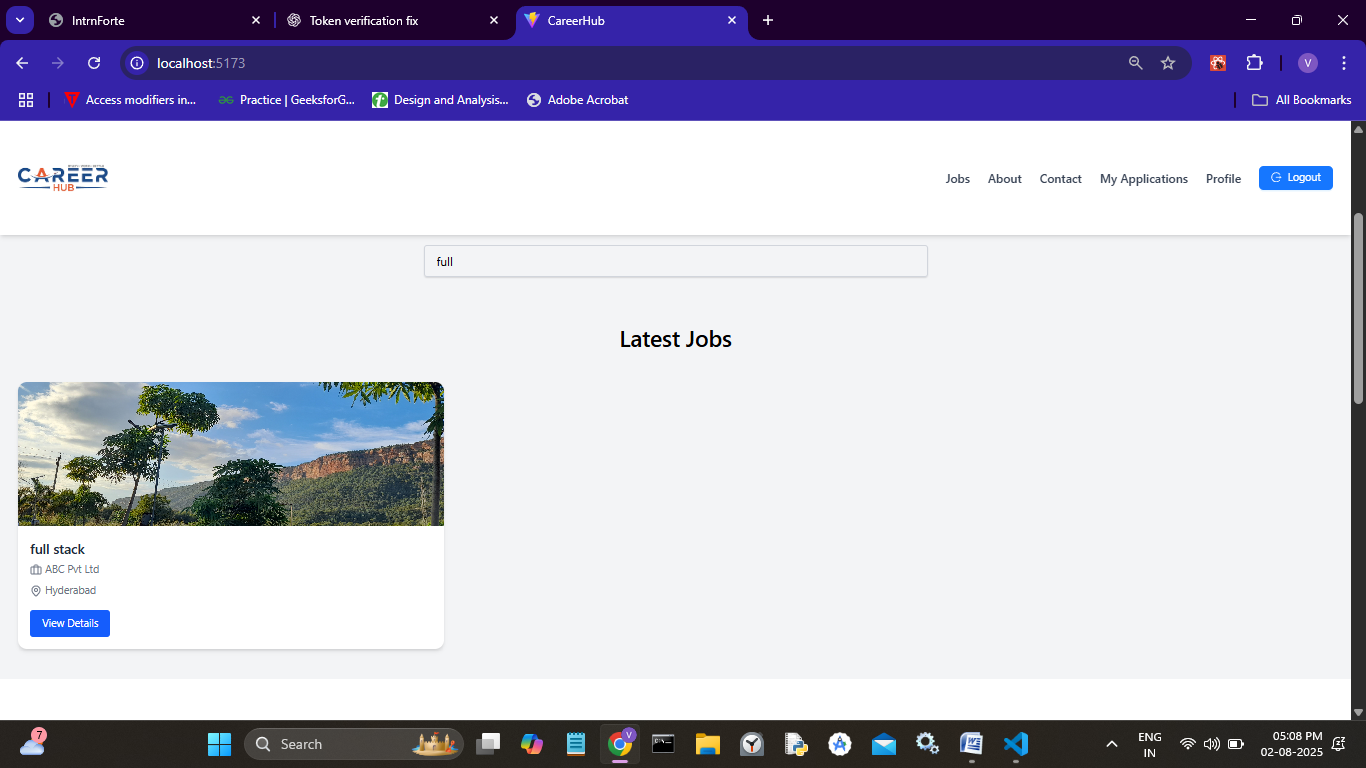 IntrnForte
Token verification fix
CareerHub
localhost:5173
V
Access modifiers in...
Practice | GeeksforG...
Design and Analysis...
Adobe Acrobat
All Bookmarks
CAREER
HUB
Jobs
About
Contact
My Applications
Profile
Logout
full
Latest Jobs
full stack
ABC Pvt Ltd
Hyderabad
View Details
7
Search
V
ENG
IN
05:08 PM
02-08-2025